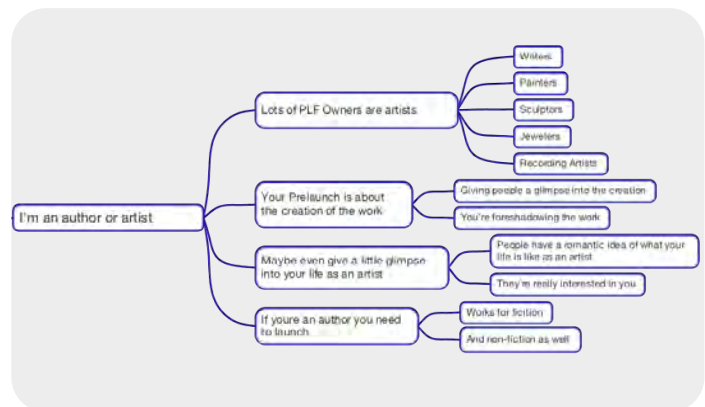 I'm an author or artist
Lots of PLF Owners are artists
Writers
Painters
Sculptors
Jewelers
Recording Artists
Your Prelaunch is about
the creation of the work
Giving people a glimpse into the creation
You're foreshadowing the work
Maybe even give a little glimpse
into your life as an artist
People have a romantic idea of what your
life is like as an artist
They're really interested in you
If youre an author you need
to launch
Works for fiction
And non-fiction as well